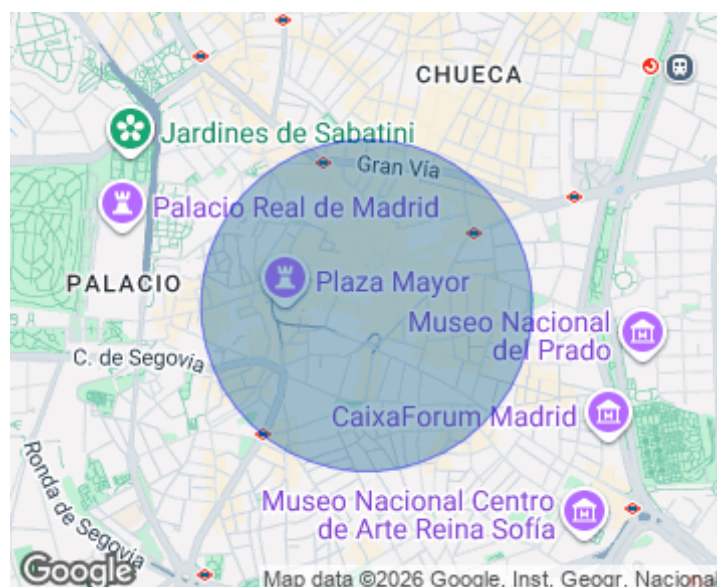 CHUECA
Jardines de Sabatini
Gran Vía
Palacio Real de Madrid
PALACIO
Plaza Mayor
Museo Nacional
del Prado
C. de Segovia
CaixaForum Madrid
Ronda de Segovia
Museo Nacional Centro
de Arte Reina Sofía
Google
Map data ©2026 Google, Inst. Geogr. Nacional